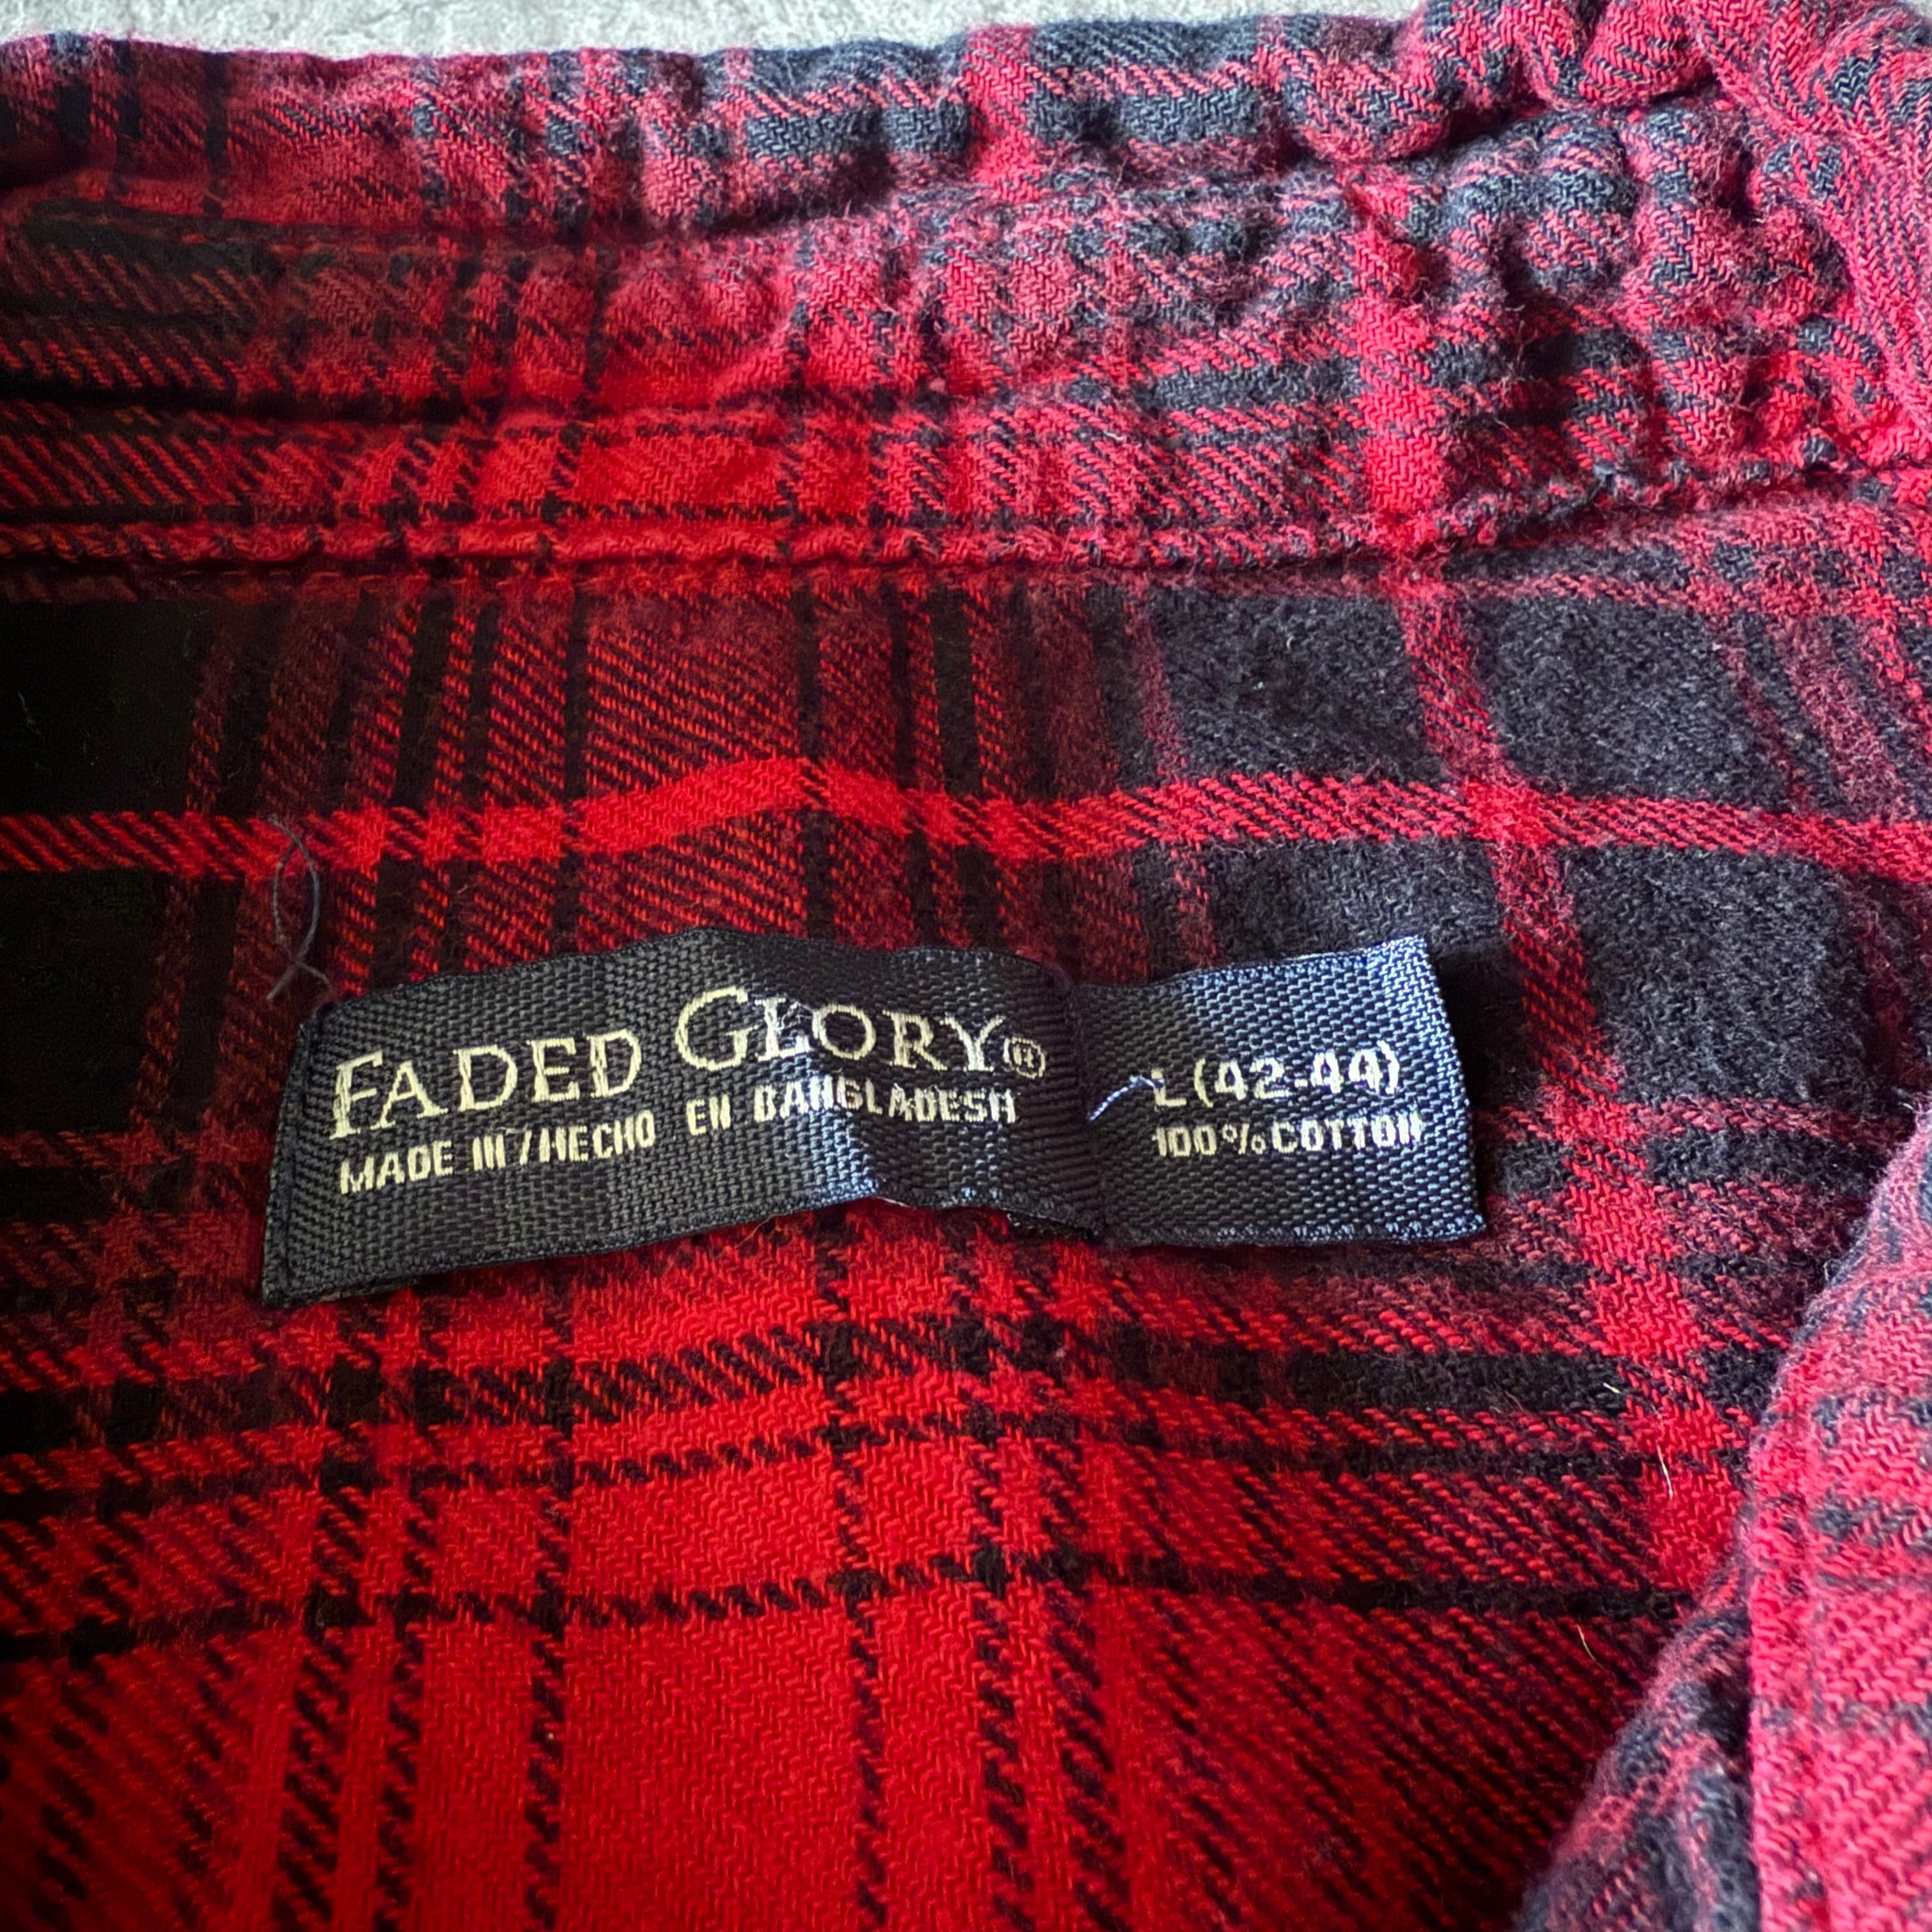 FADED GLORY®
MADE IN / HECHO EN BANGLADESH
L (42-44)
100% COTTON